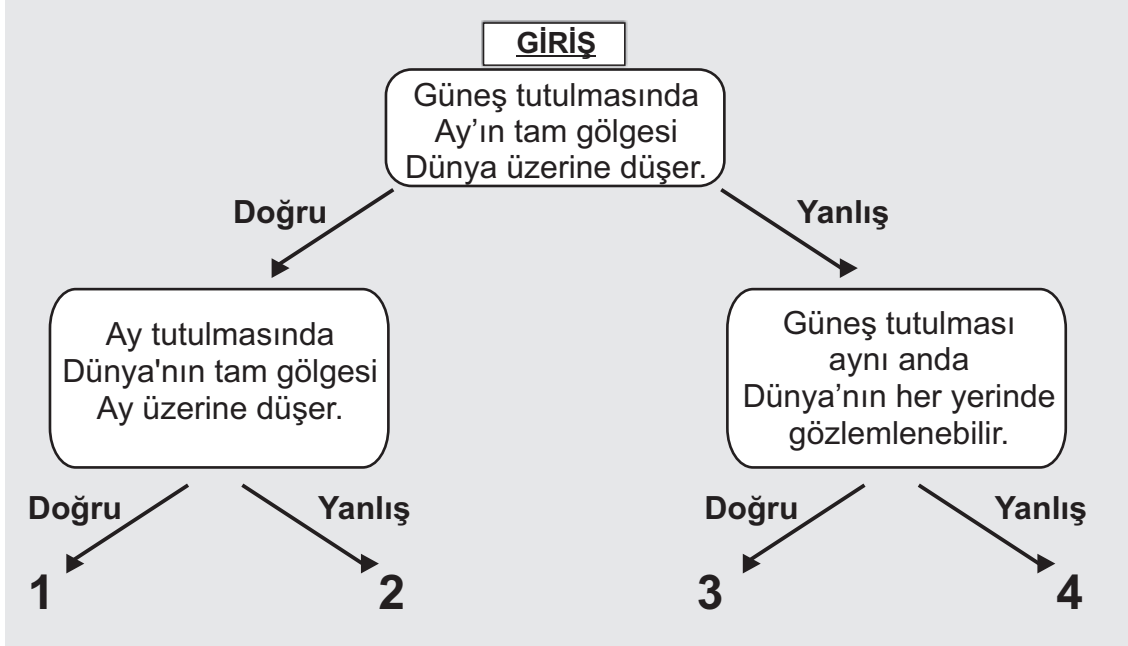 GİRİŞ
Güneş tutulmasında
Ay’ın tam gölgesi
Dünya üzerine düşer.
Doğru
Yanlış
Ay tutulmasında
Dünya'nın tam gölgesi
Ay üzerine düşer.
Güneş tutulması
aynı anda
Dünya’nın her yerinde
gözlemlenebilir.
Doğru
Yanlış
Doğru
Yanlış
1
2
3
4